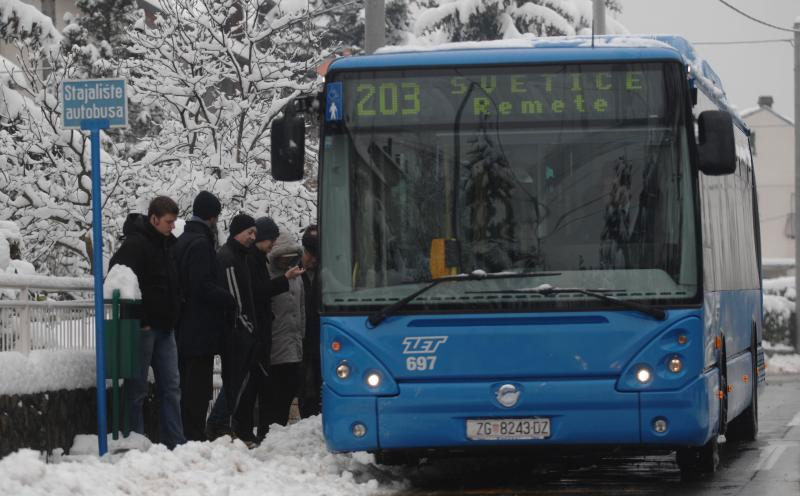 Stajalište
autobusa
203 SVETICE
Remete
ZET
697
ZG 8243-DZ